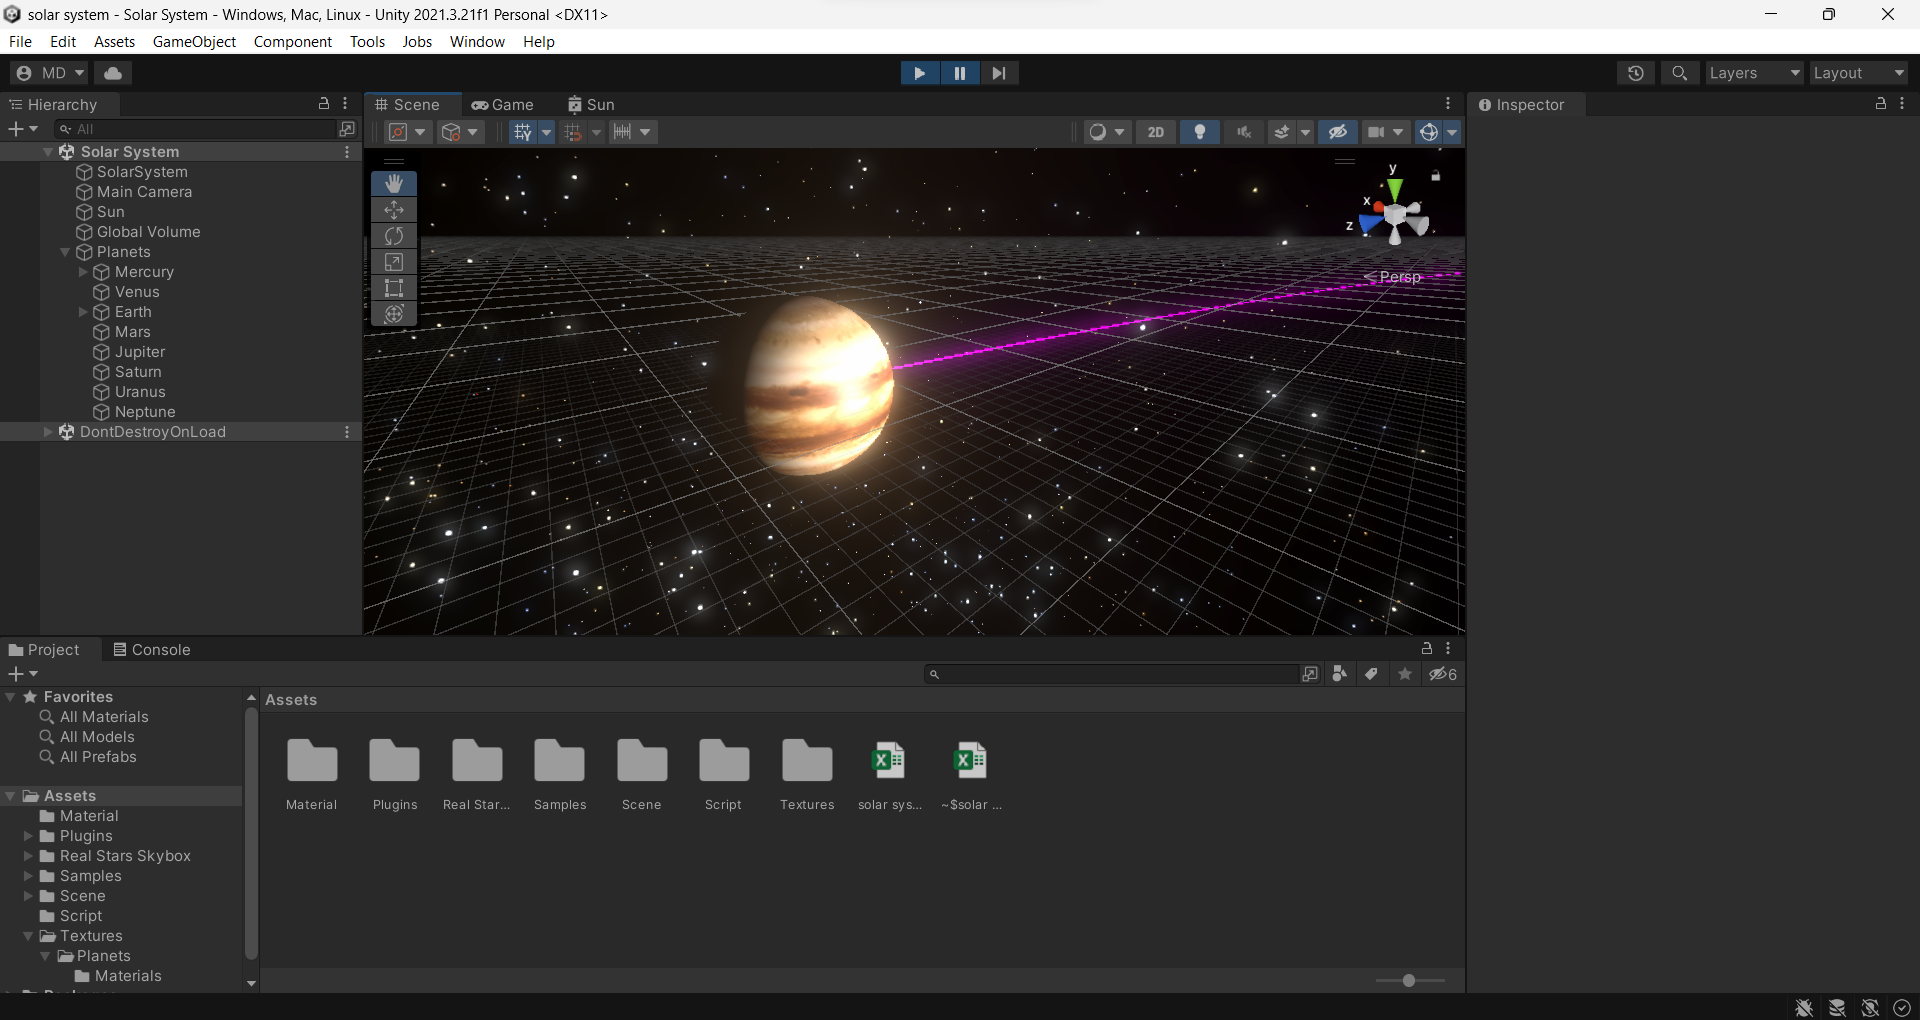 solar system - Solar System - Windows, Mac, Linux - Unity 2021.3.21f1 Personal <DX11>
File Edit Assets GameObject Component Tools Jobs Window Help
MD
Layers
Layout
Hierarchy
Scene
Game
Sun
Inspector
All
2D
Solar System
SolarSystem
Main Camera
Sun
Global Volume
Planets
Mercury
Venus
Earth
Mars
Jupiter
Saturn
Uranus
Neptune
DontDestroyOnLoad
y
x
z
Persp
Project
Console
6
Favorites
All Materials
All Models
All Prefabs
Assets
Material
Plugins
Real Stars Skybox
Samples
Scene
Script
Textures
Planets
Materials
Assets
Material
Plugins
Real Star...
Samples
Scene
Script
Textures
solar sys...
~$solar ...